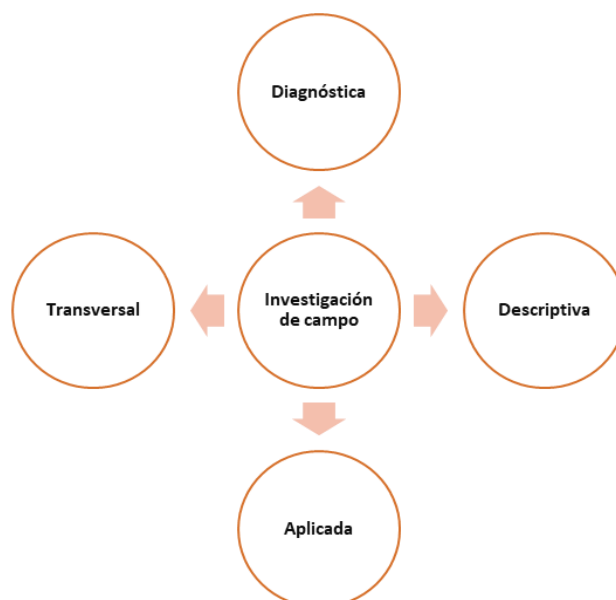 Diagnóstica
Transversal
Investigación
de campo
Descriptiva
Aplicada